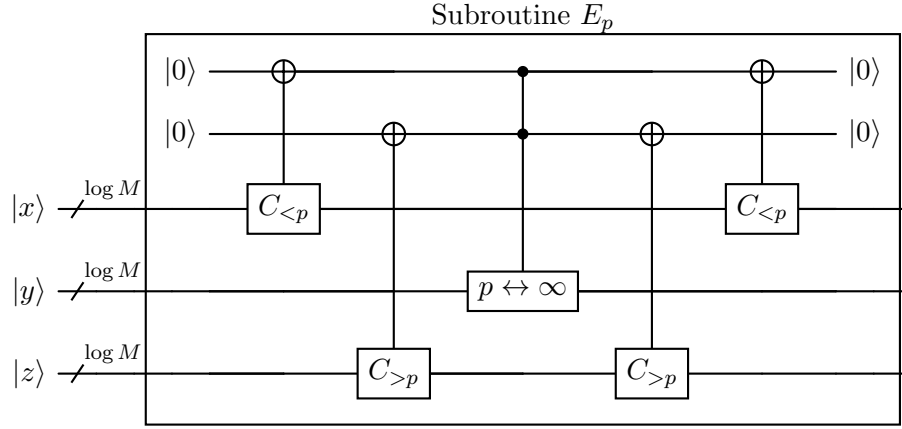 Subroutine $E_p$
|0⟩ |0⟩
|0⟩ |0⟩
|x⟩ log M $C_{<p}$ $C_{<p}$
|y⟩ log M p ↔ ∞
|z⟩ log M $C_{>p}$ $C_{>p}$